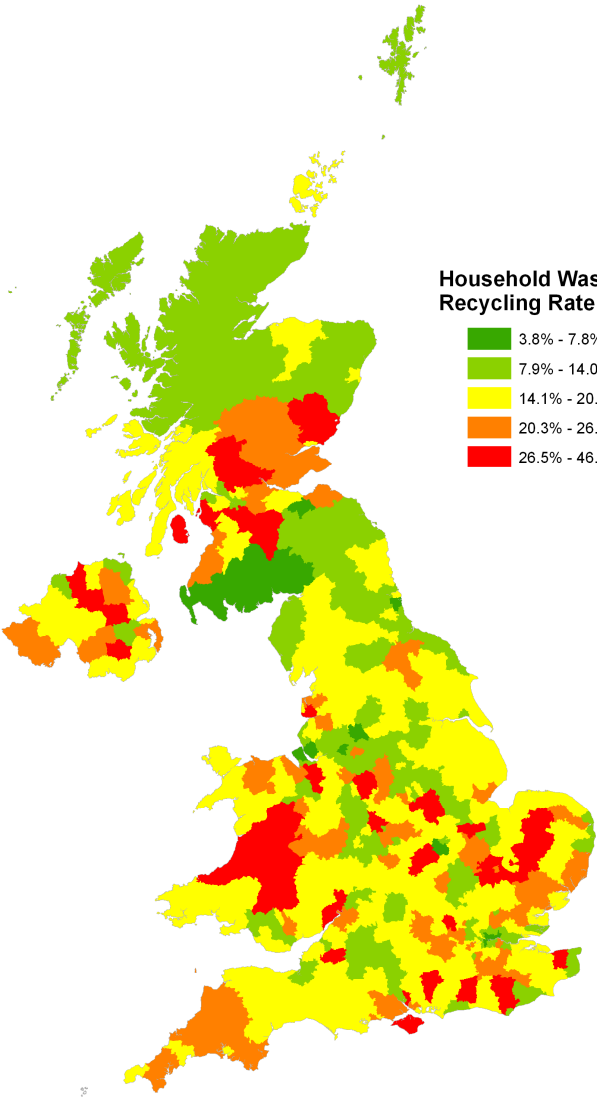 Household Was
Recycling Rate
3.8% - 7.8%
7.9% - 14.0
14.1% - 20.
20.3% - 26.
26.5% - 46.